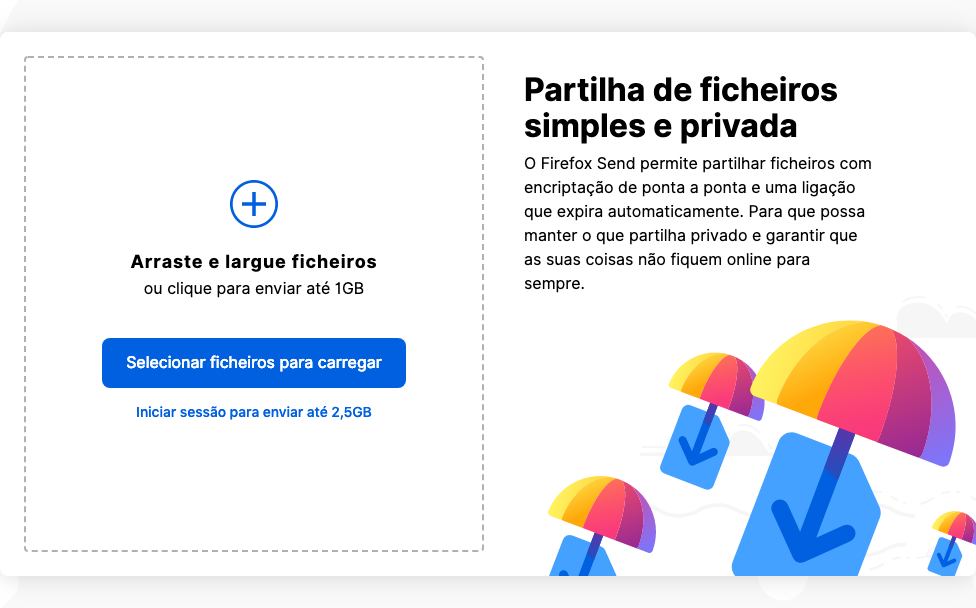 Arraste e largue ficheiros
ou clique para enviar até 1GB
Selecionar ficheiros para carregar
Iniciar sessão para enviar até 2,5GB
Partilha de ficheiros
simples e privada
O Firefox Send permite partilhar ficheiros com
encriptação de ponta a ponta e uma ligação
que expira automaticamente. Para que possa
manter o que partilha privado e garantir que
as suas coisas não fiquem online para
sempre.